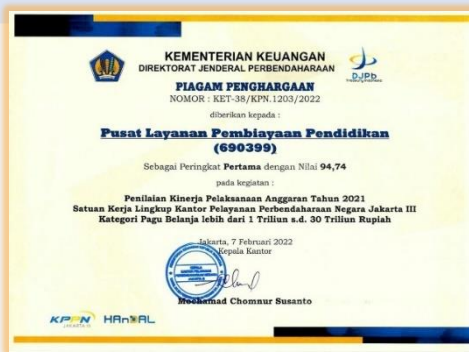 KEMENTERIAN KEUANGAN
DIREKTORAT JENDERAL PERBENDAHARAAN
DJPb
PIAGAM PENGHARGAAN
NOMOR : KET-38/KPN.1203/2022
diberikan kepada :
Pusat Layanan Pembiayaan Pendidikan
(690399)
Sebagai Peringkat Pertama dengan Nilai 94,74
pada kegiatan :
Penilaian Kinerja Pelaksanaan Anggaran Tahun 2021
Satuan Kerja Lingkup Kantor Pelayanan Perbendaharaan Negara Jakarta III
Kategori Pagu Belanja lebih dari 1 Triliun s.d. 30 Triliun Rupiah
Jakarta, 7 Februari 2022
Kepala Kantor
Mochamad Chomnur Susanto
KPPN HAnDAL
JAKARTA III